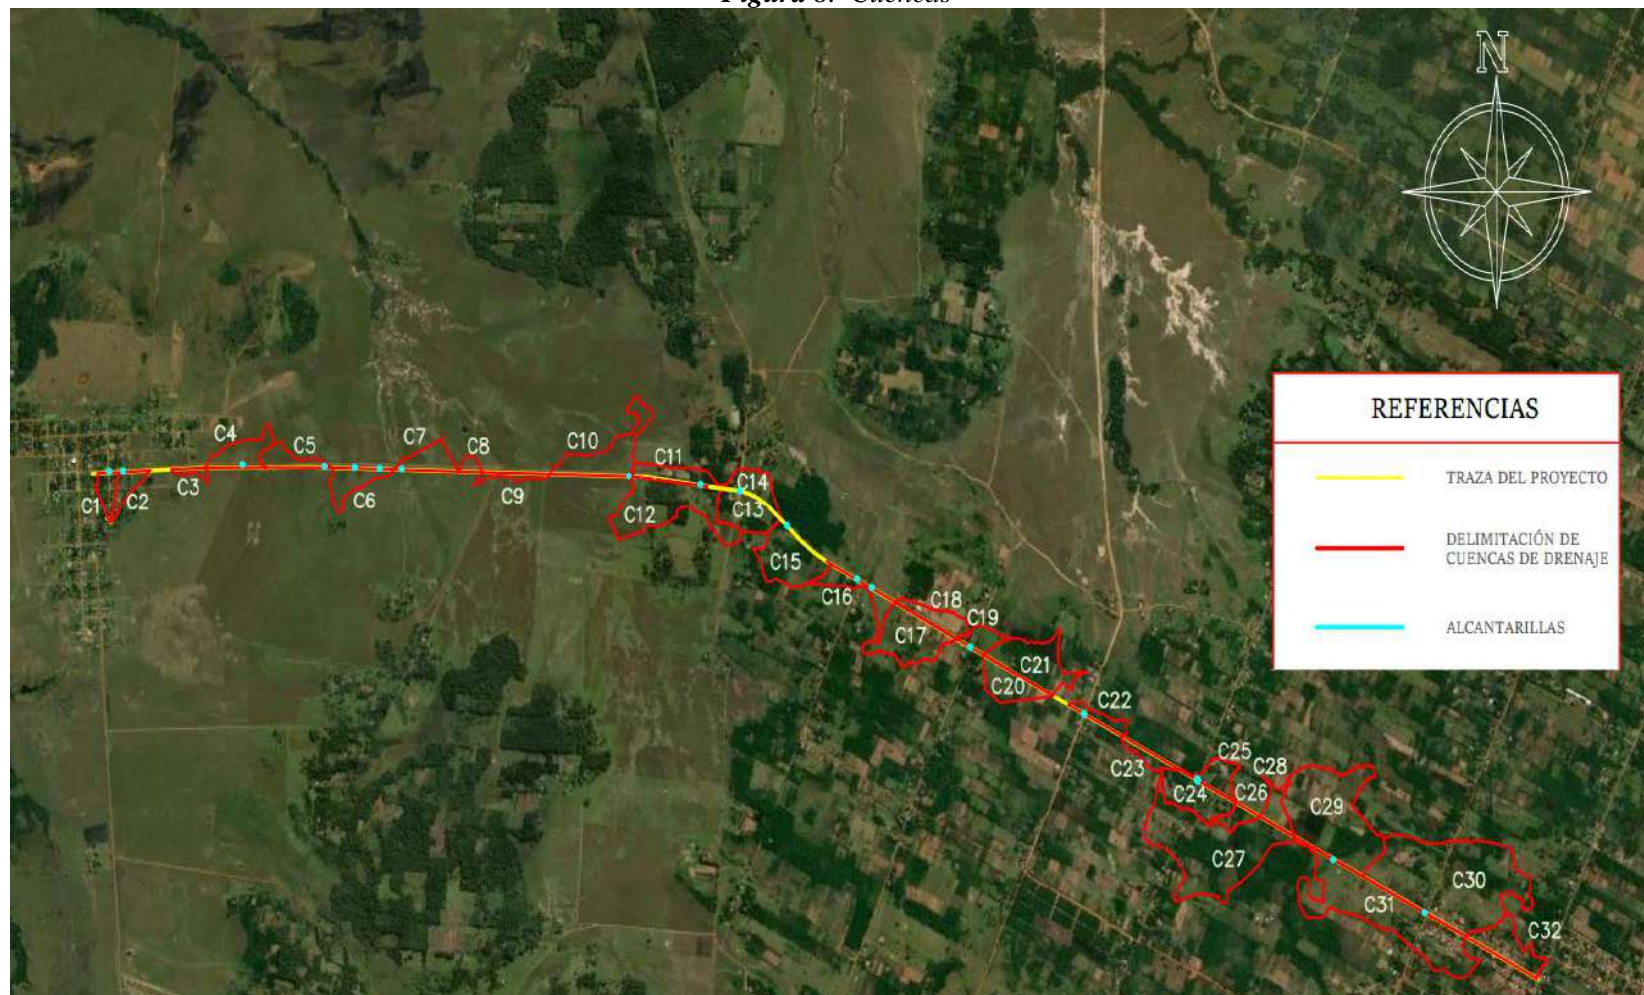 Figura 8. Cuencas
N
REFERENCIAS
TRAZA DEL PROYECTO
DELIMITACIÓN DE
CUENCAS DE DRENAJE
ALCANTARILLAS
C1
C2
C3
C4
C5
C6
C7
C8
C9
C10
C11
C12
C13
C14
C15
C16
C17
C18
C19
C20
C21
C22
C23
C24
C25
C26
C27
C28
C29
C30
C31
C32